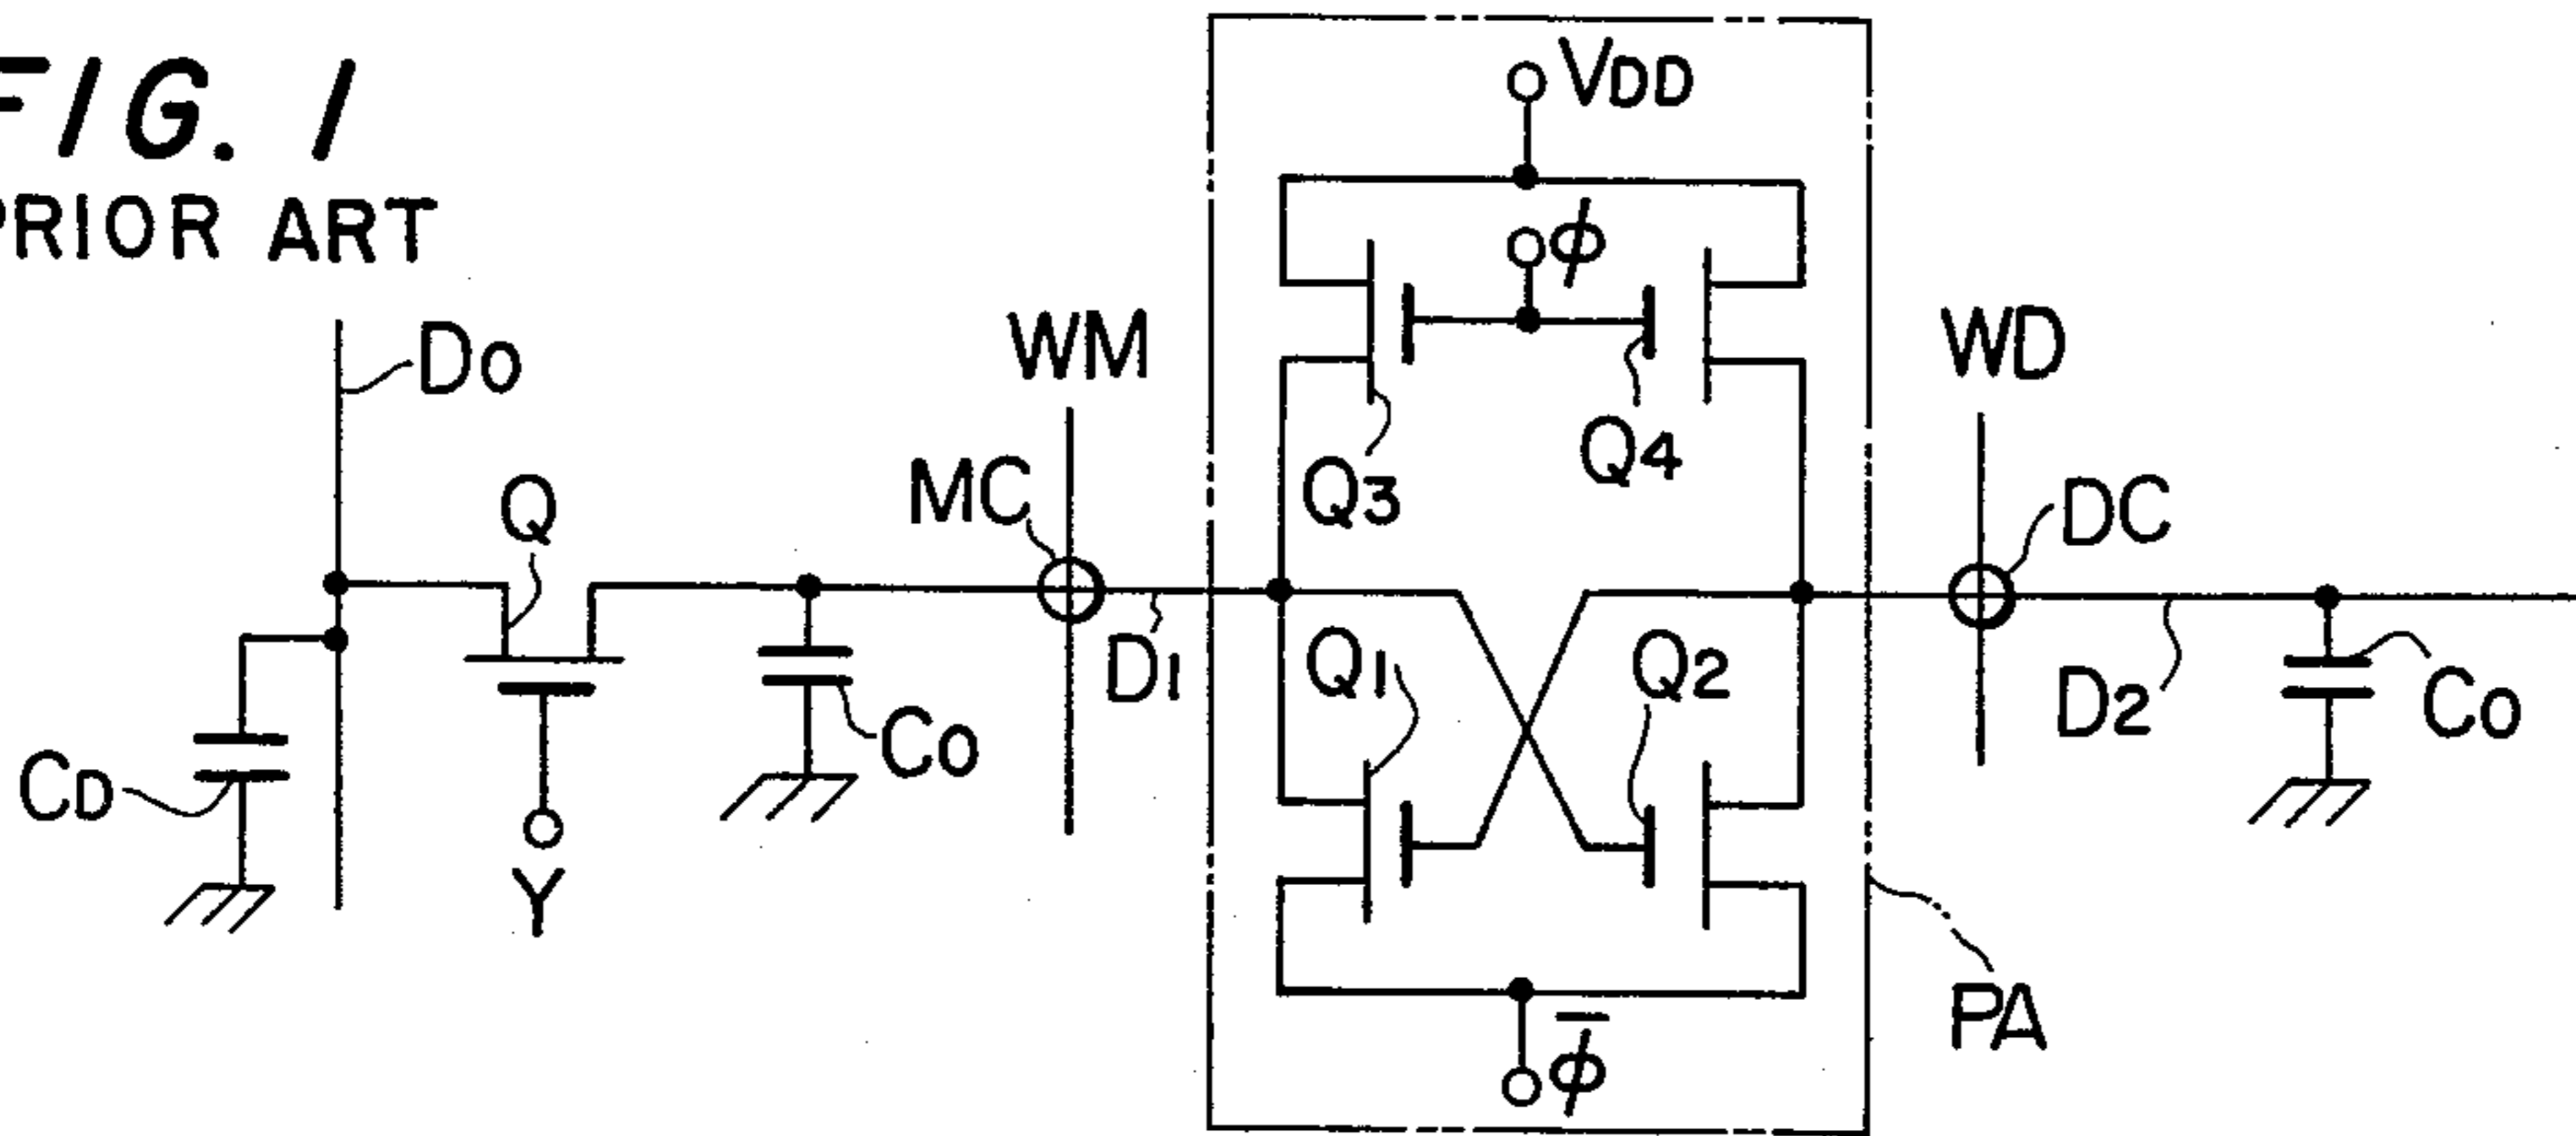 FIG. 1
PRIOR ART
VDD
ϕ
D0
WM
WD
Q
MC
Q3
Q4
DC
D1
Q1
Q2
D2
C0
C0
CD
Y
PA
ϕ̅